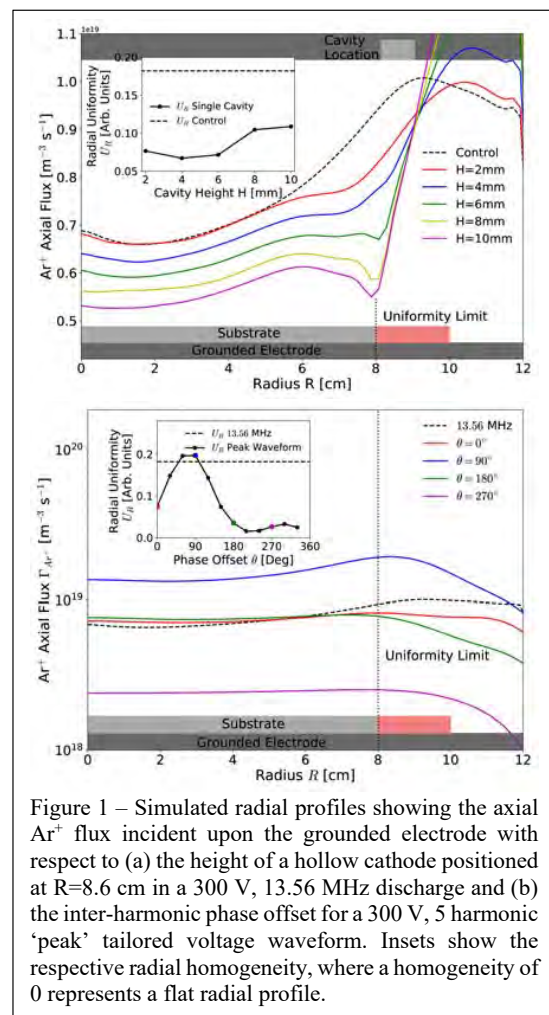 1e19
1.1
1.0
0.9
0.8
0.7
0.6
0.5
Ar⁺ Axial Flux [m⁻³ s⁻¹]
Cavity
Location
0.20
0.15
0.10
0.05
Radial Uniformity
U_R [Arb. Units]
U_R Single Cavity
U_R Control
2 4 6 8 10
Cavity Height H [mm]
Control
H=2mm
H=4mm
H=6mm
H=8mm
H=10mm
Uniformity Limit
Substrate
Grounded Electrode
0 2 4 6 8 10 12
Radius R [cm]
10²⁰
10¹⁹
10¹⁸
Ar⁺ Axial Flux Γ_Ar⁺ [m⁻³ s⁻¹]
0.2
0.1
0.0
Radial Uniformity
U_R [Arb. Units]
U_R 13.56 MHz
U_R Peak Waveform
0 90 180 270 360
Phase Offset θ [Deg]
13.56 MHz
θ = 0°
θ = 90°
θ = 180°
θ = 270°
Uniformity Limit
Substrate
Grounded Electrode
0 2 4 6 8 10 12
Radius R [cm]
Figure 1 – Simulated radial profiles showing the axial
Ar⁺ flux incident upon the grounded electrode with
respect to (a) the height of a hollow cathode positioned
at R=8.6 cm in a 300 V, 13.56 MHz discharge and (b)
the inter-harmonic phase offset for a 300 V, 5 harmonic
‘peak’ tailored voltage waveform. Insets show the
respective radial homogeneity, where a homogeneity of
0 represents a flat radial profile.